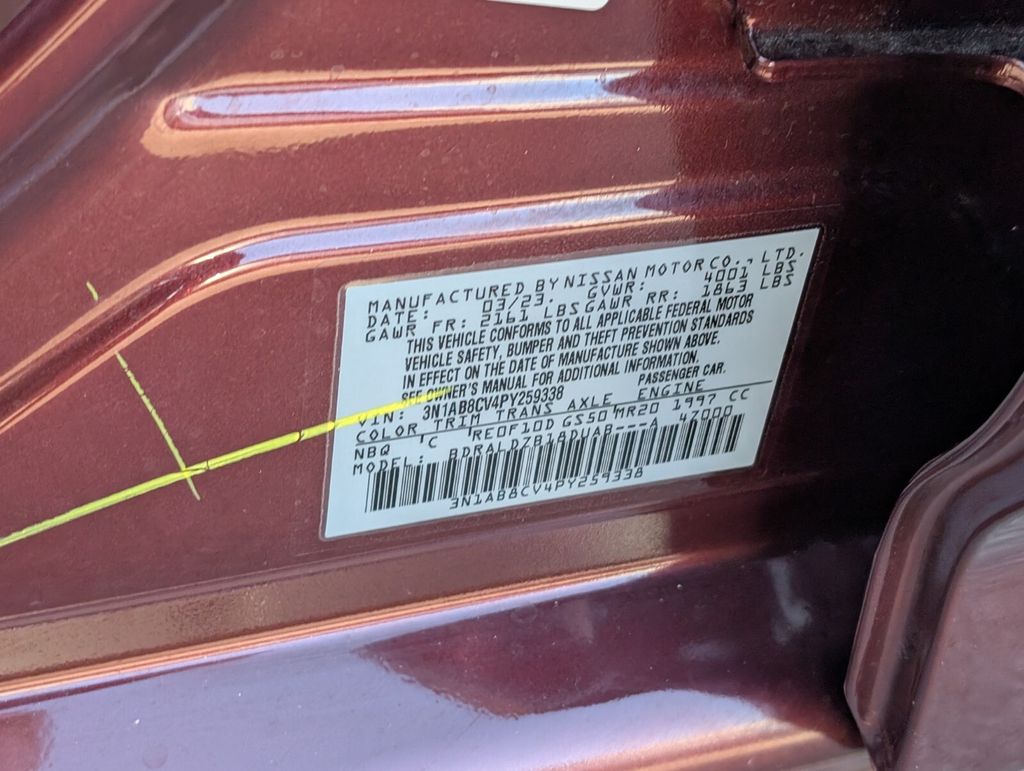 MANUFACTURED BY NISSAN MOTOR CO., LTD.
DATE: 03/23. GVWR: 4001 LBS
GAWR FR: 2161 LBS GAWR RR: 1863 LBS
THIS VEHICLE CONFORMS TO ALL APPLICABLE FEDERAL MOTOR
VEHICLE SAFETY, BUMPER AND THEFT PREVENTION STANDARDS
IN EFFECT ON THE DATE OF MANUFACTURE SHOWN ABOVE.
SEE OWNER'S MANUAL FOR ADDITIONAL INFORMATION.
VIN: 3N1AB8CV4PY259338 PASSENGER CAR.
COLOR TRIM TRANS AXLE ENGINE
NBQ 'C 'RE0F10D GS50 MR20 1997 CC
MODEL: BDRALDZB18DUAB---A 47000
3N1AB8CV4PY259338